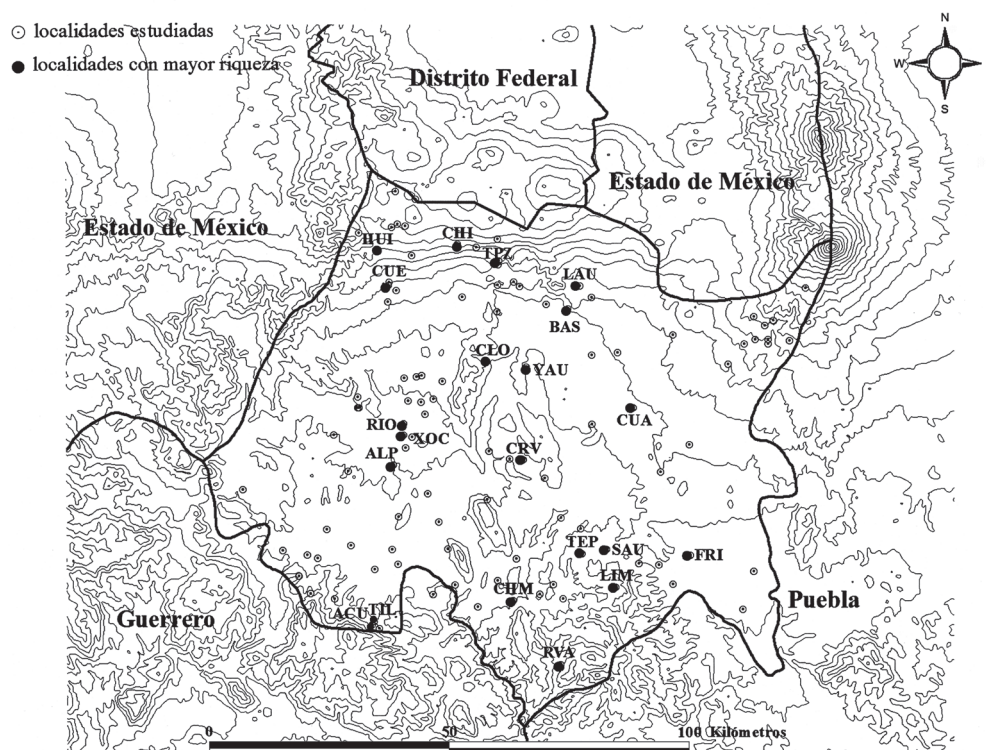 N
localidades estudiadas
W
localidades con mayor riqueza
S
Distrito Federal
Estado de México
Estado de México
HUI
CHI
TPZ
CUE
LAU
BAS
CLO
YAU
CUA
RIO
XOC
ALP
CRV
TEP
SAU
FRI
LIM
CHM
Puebla
Guerrero
ACU
TIL
RVA
0
50
100 Kilómetros